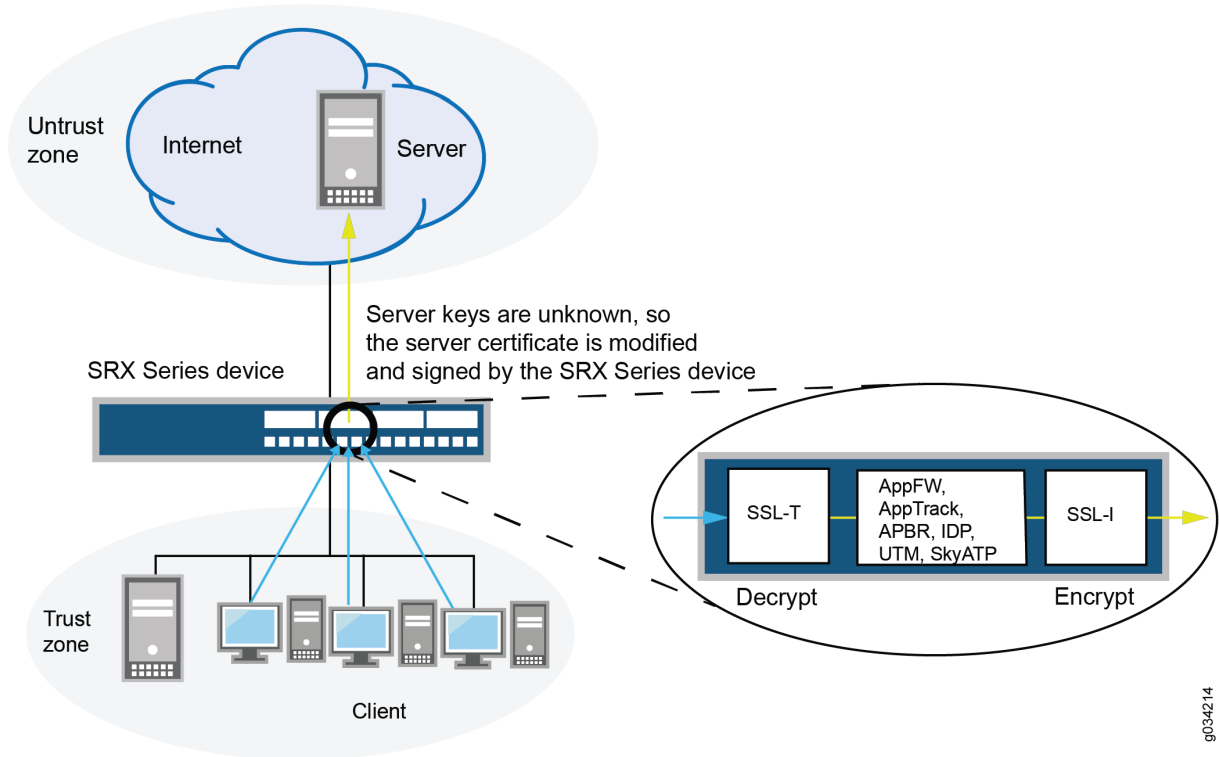 Untrust
zone
Internet
Server
Server keys are unknown, so
the server certificate is modified
and signed by the SRX Series device
SRX Series device
SSL-T
AppFW,
AppTrack,
APBR, IDP,
UTM, SkyATP
SSL-I
Decrypt
Encrypt
Trust
zone
Client
g034214